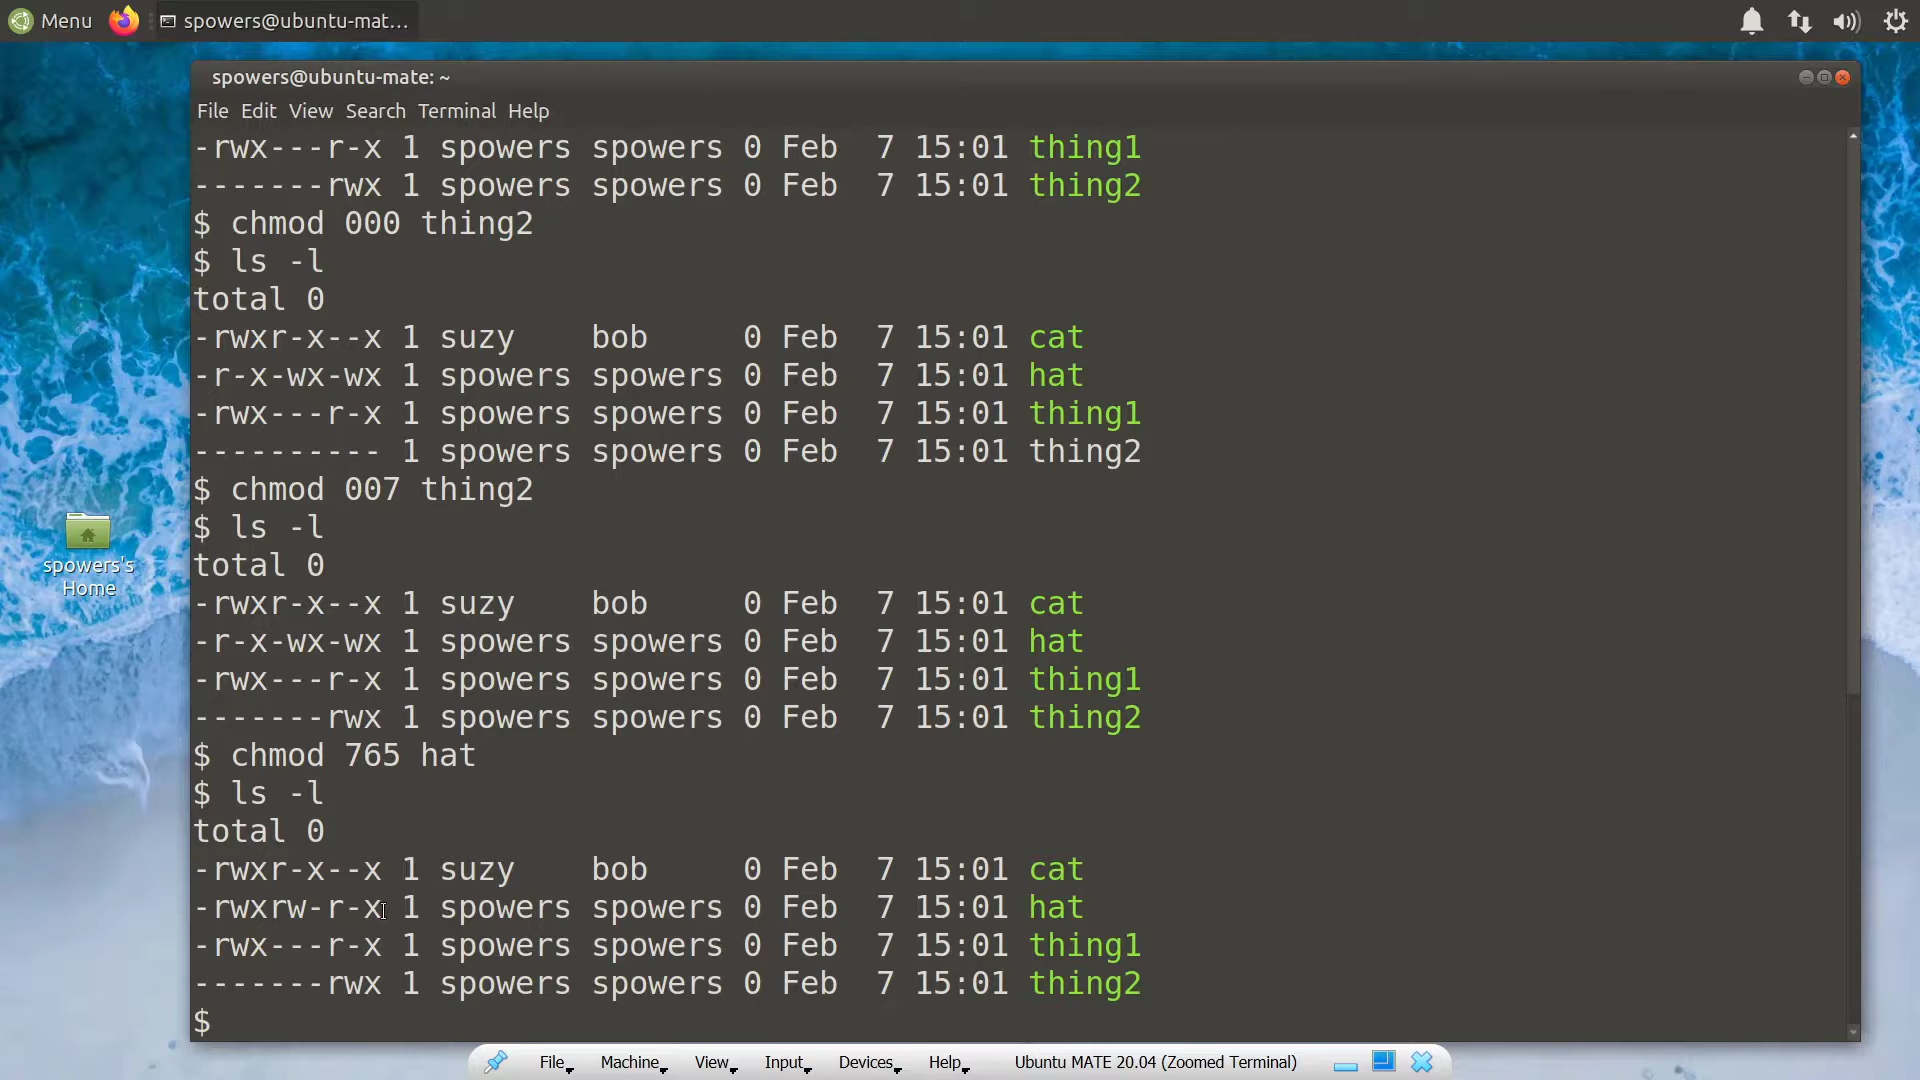 Menu spowers@ubuntu-mat...
spowers@ubuntu-mate: ~
File Edit View Search Terminal Help
-rwx---r-x 1 spowers spowers 0 Feb  7 15:01 thing1
-------rwx 1 spowers spowers 0 Feb  7 15:01 thing2
$ chmod 000 thing2
$ ls -l
total 0
-rwxr-x--x 1 suzy    bob     0 Feb  7 15:01 cat
-r-x-wx-wx 1 spowers spowers 0 Feb  7 15:01 hat
-rwx---r-x 1 spowers spowers 0 Feb  7 15:01 thing1
---------- 1 spowers spowers 0 Feb  7 15:01 thing2
$ chmod 007 thing2
$ ls -l
total 0
-rwxr-x--x 1 suzy    bob     0 Feb  7 15:01 cat
-r-x-wx-wx 1 spowers spowers 0 Feb  7 15:01 hat
-rwx---r-x 1 spowers spowers 0 Feb  7 15:01 thing1
-------rwx 1 spowers spowers 0 Feb  7 15:01 thing2
$ chmod 765 hat
$ ls -l
total 0
-rwxr-x--x 1 suzy    bob     0 Feb  7 15:01 cat
-rwxrw-r-x 1 spowers spowers 0 Feb  7 15:01 hat
-rwx---r-x 1 spowers spowers 0 Feb  7 15:01 thing1
-------rwx 1 spowers spowers 0 Feb  7 15:01 thing2
$
spowers's
Home
File Machine View Input Devices Help Ubuntu MATE 20.04 (Zoomed Terminal)